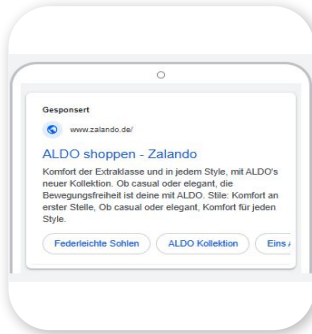 Gesponsert
www.zalando.de/
ALDO shoppen - Zalando
Komfort der Extraklasse und in jedem Style, mit ALDO's
neuer Kollektion. Ob casual oder elegant, die
Bewegungsfreiheit ist deine mit ALDO. Stile: Komfort an
erster Stelle, Ob casual oder elegant, Komfort für jeden
Style.
Federleichte Sohlen ALDO Kollektion Eins